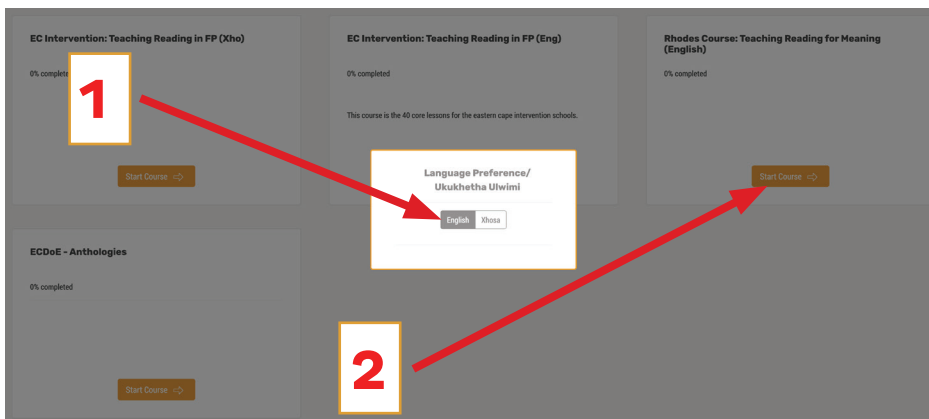 EC Intervention: Teaching Reading in FP (Xho)
0% complete
Start Course
EC Intervention: Teaching Reading in FP (Eng)
0% completed
This course is the 40 core lessons for the eastern cape intervention schools.
Rhodes Course: Teaching Reading for Meaning
(English)
0% completed
Start Course
1
Language Preference/
Ukukhetha Ulwimi
English Xhosa
ECDoE - Anthologies
0% completed
Start Course
2